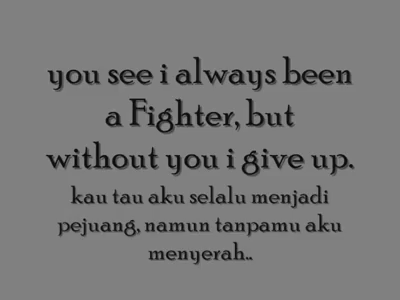 you see i always been
a Fighter, but
without you i give up.
kau tau aku selalu menjadi
pejuang, namun tanpamu aku
menyerah..